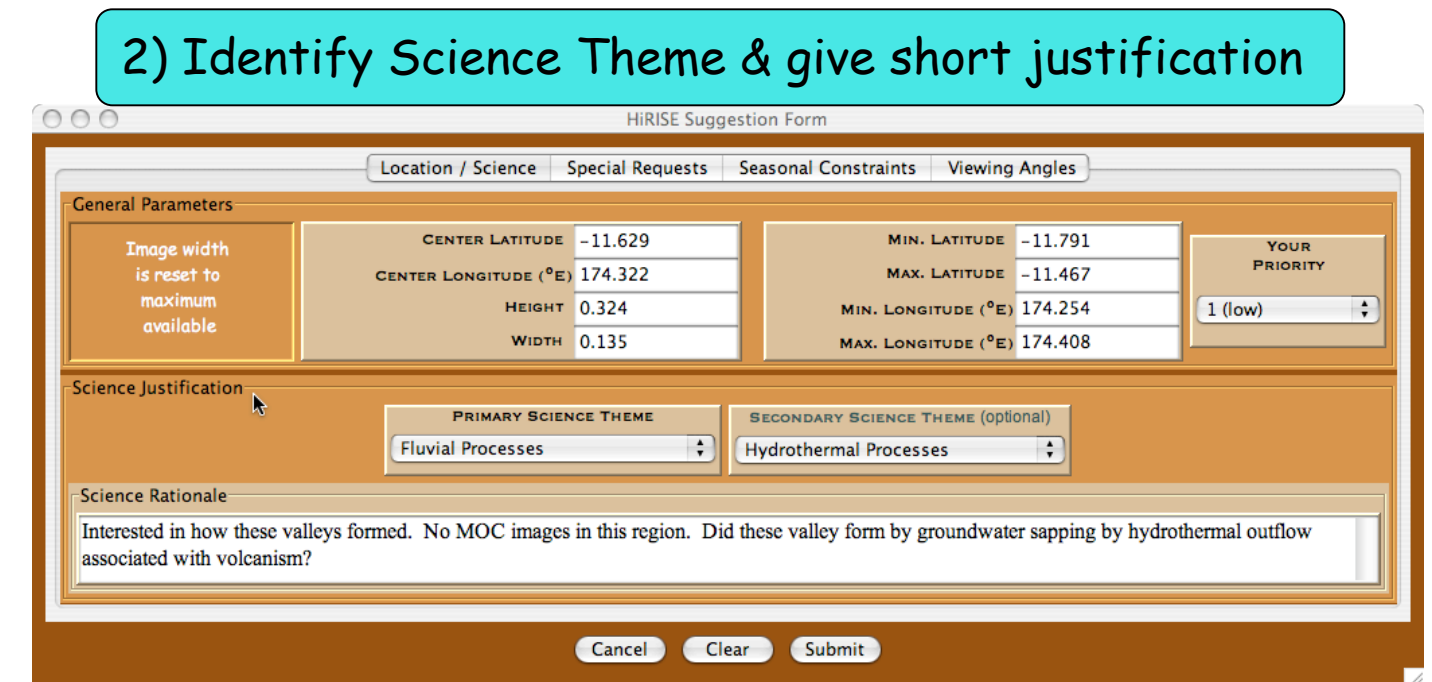 2) Identify Science Theme & give short justification
HiRISE Suggestion Form
Location / Science Special Requests Seasonal Constraints Viewing Angles
General Parameters
Image width
is reset to
maximum
available
CENTER LATITUDE -11.629
CENTER LONGITUDE (°E) 174.322
HEIGHT 0.324
WIDTH 0.135
MIN. LATITUDE -11.791
MAX. LATITUDE -11.467
MIN. LONGITUDE (°E) 174.254
MAX. LONGITUDE (°E) 174.408
YOUR
PRIORITY
1 (low)
Science Justification
PRIMARY SCIENCE THEME
Fluvial Processes
SECONDARY SCIENCE THEME (optional)
Hydrothermal Processes
Science Rationale
Interested in how these valleys formed. No MOC images in this region. Did these valley form by groundwater sapping by hydrothermal outflow
associated with volcanism?
Cancel Clear Submit